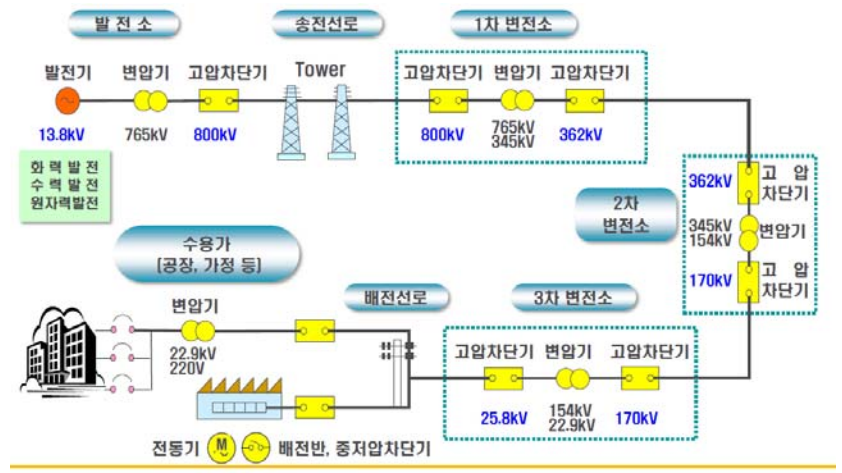 발 전 소
송전선로
1차 변전소
발전기
변압기
고압차단기
Tower
고압차단기
변압기
고압차단기
13.8kV
765kV
800kV
800kV
765kV
345kV
362kV
화 력 발 전
수 력 발 전
원자력발전
362kV
고 압
차단기
2차
변전소
345kV
154kV
변압기
170kV
고 압
차단기
수용가
(공장, 가정 등)
배전선로
3차 변전소
변압기
22.9kV
220V
고압차단기
변압기
고압차단기
25.8kV
154kV
22.9kV
170kV
전동기
M
배전반, 중저압차단기